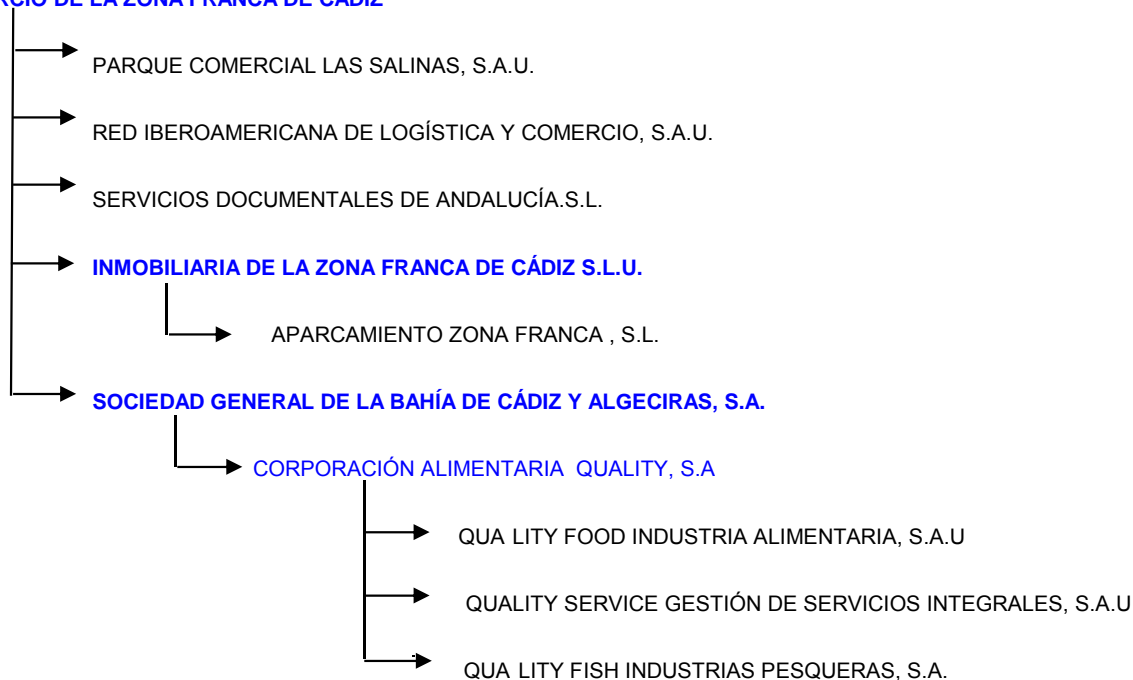 DE LA ZONA FRANCA DE CÁDIZ
PARQUE COMERCIAL LAS SALINAS, S.A.U.
RED IBEROAMERICANA DE LOGÍSTICA Y COMERCIO, S.A.U.
SERVICIOS DOCUMENTALES DE ANDALUCÍA.S.L.
INMOBILIARIA DE LA ZONA FRANCA DE CÁDIZ S.L.U.
APARCAMIENTO ZONA FRANCA , S.L.
SOCIEDAD GENERAL DE LA BAHÍA DE CÁDIZ Y ALGECIRAS, S.A.
CORPORACIÓN ALIMENTARIA QUALITY, S.A
QUA LITY FOOD INDUSTRIA ALIMENTARIA, S.A.U
QUALITY SERVICE GESTIÓN DE SERVICIOS INTEGRALES, S.A.U
QUA LITY FISH INDUSTRIAS PESQUERAS, S.A.